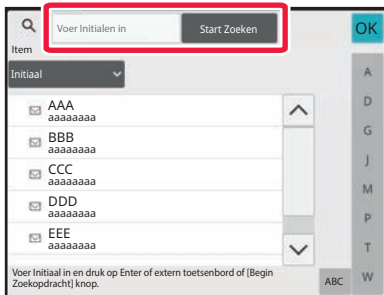 Voer Initialen in
Start Zoeken
OK
Item
Initiaal
AAA
aaaaaaaa
BBB
aaaaaaaa
CCC
aaaaaaaa
DDD
aaaaaaaa
EEE
aaaaaaaa
A
D
G
J
M
P
T
W
Voer Initiaal in en druk op Enter of extern toetsenbord of [Begin
Zoekopdracht] knop.
ABC